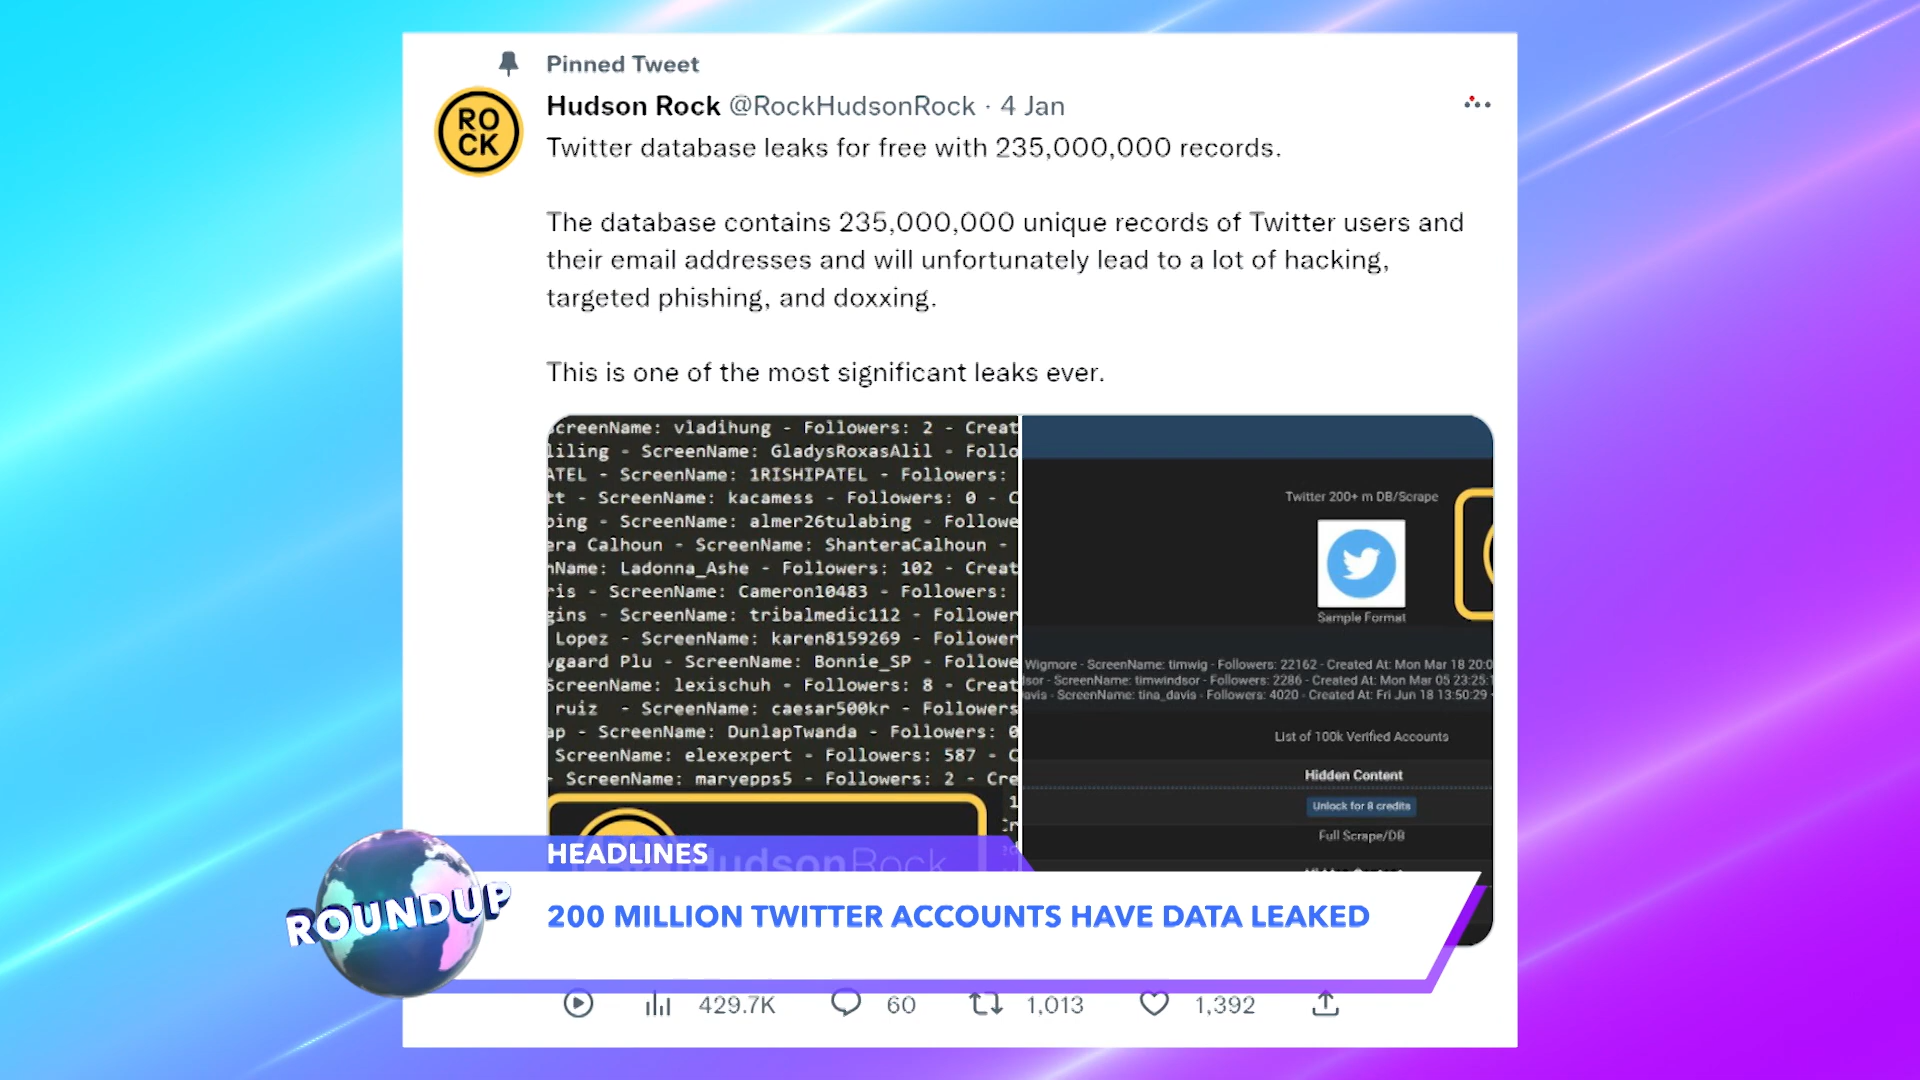 Pinned Tweet
Hudson Rock @RockHudsonRock · 4 Jan
ROCK
Twitter database leaks for free with 235,000,000 records.
The database contains 235,000,000 unique records of Twitter users and
their email addresses and will unfortunately lead to a lot of hacking,
targeted phishing, and doxxing.
This is one of the most significant leaks ever.
creenName: vladihung - Followers: 2 - Creat
liling - ScreenName: GladysRoxasAlil - Follo
ATEL - ScreenName: 1RISHIPATEL - Followers:
tt - ScreenName: kacamess - Followers: 0 - C
bing - ScreenName: almer26tulabing - Followe
era Calhoun - ScreenName: ShanteraCalhoun -
nName: Ladonna_Ashe - Followers: 102 - Creat
ris - ScreenName: Cameron10483 - Followers:
gins - ScreenName: tribalmedic112 - Follower
Lopez - ScreenName: karen8159269 - Follower
vgaard Plu - ScreenName: Bonnie_SP - Followe
ScreenName: lexischuh - Followers: 8 - Creat
ruiz - ScreenName: caesar500kr - Followers
ap - ScreenName: DunlapTwanda - Followers: 0
ScreenName: elexexpert - Followers: 587 - C
- ScreenName: maryepps5 - Followers: 2 - Cre
HudsonRock
Twitter 200+ m DB/Scrape
Sample Format
Wigmore - ScreenName: timwig - Followers: 22162 - Created At: Mon Mar 18 20:0
sor - ScreenName: timwindsor - Followers: 2286 - Created At: Mon Mar 05 23:25:1
avis - ScreenName: tina_davis - Followers: 4020 - Created At: Fri Jun 18 13:50:29
List of 100k Verified Accounts
Hidden Content
Unlock for 8 credits
Full Scrape/DB
HEADLINES
ROUNDUP
200 MILLION TWITTER ACCOUNTS HAVE DATA LEAKED
429.7K 60 1,013 1,392